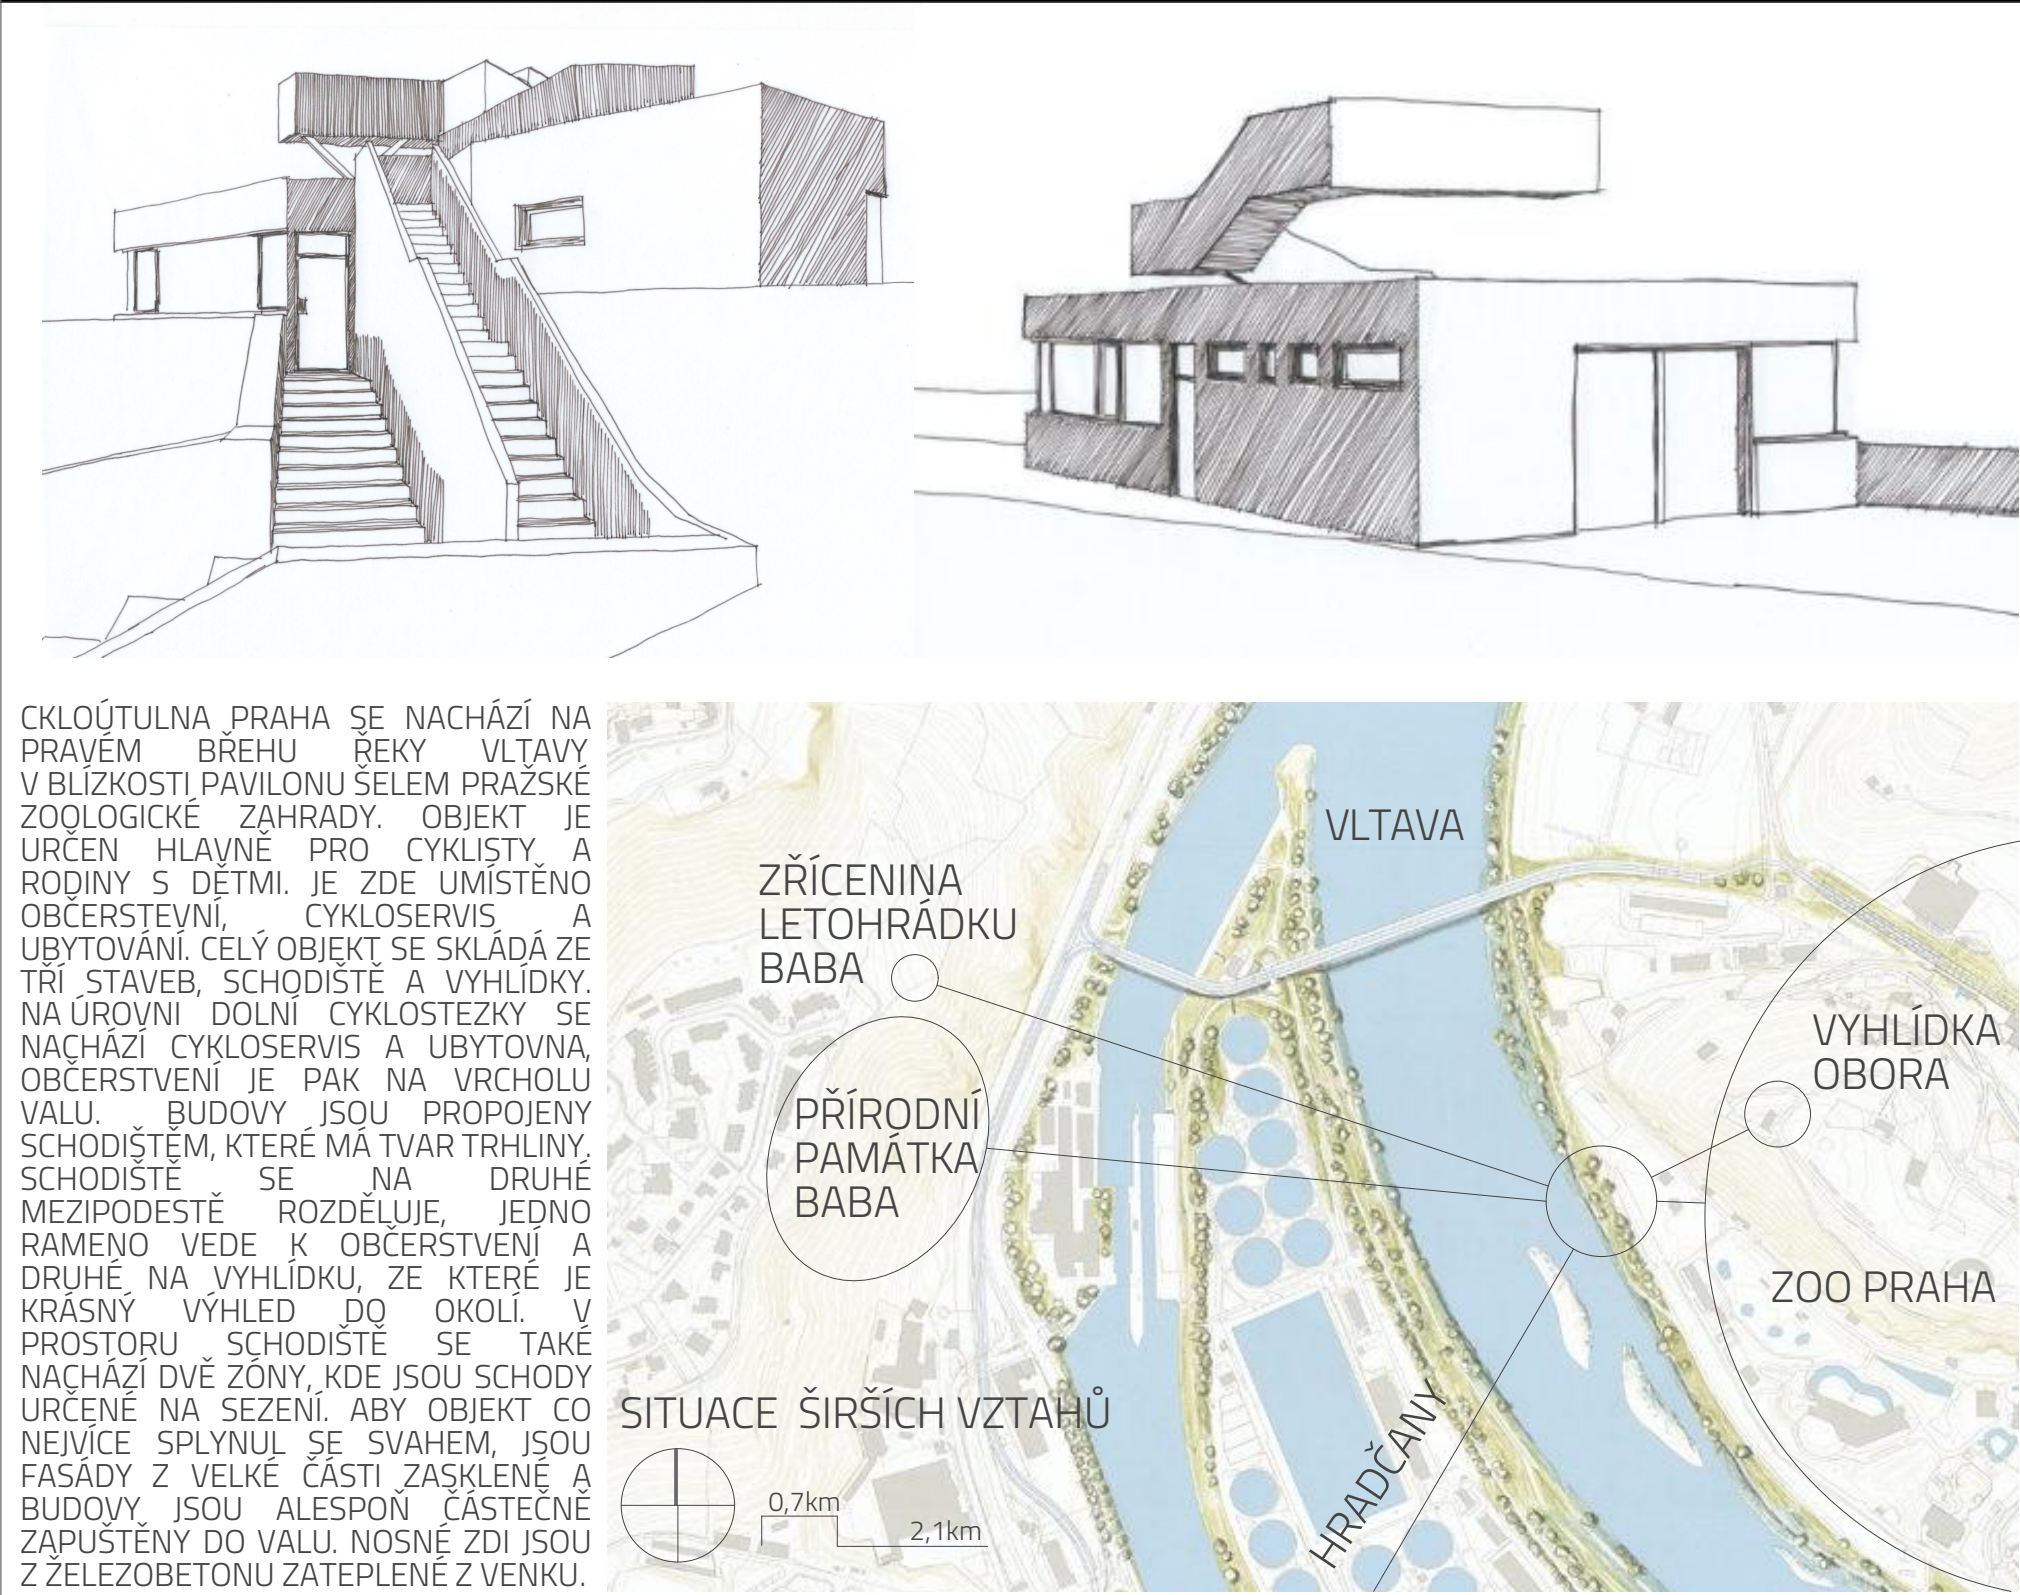 CKLOÚTULNA PRAHA SE NACHÁZÍ NA
PRAVÉM BŘEHU ŘEKY VLTAVY
V BLÍZKOSTI PAVILONU ŠELEM PRAŽSKÉ
ZOOLOGICKÉ ZAHRADY. OBJEKT JE
URČEN HLAVNĚ PRO CYKLISTY A
RODINY S DĚTMI. JE ZDE UMÍSTĚNO
OBČERSTEVNÍ, CYKLOSERVIS A
UBYTOVÁNÍ. CELÝ OBJEKT SE SKLÁDÁ ZE
TŘÍ STAVEB, SCHODIŠTĚ A VYHLÍDKY.
NA ÚROVNI DOLNÍ CYKLOSTEZKY SE
NACHÁZÍ CYKLOSERVIS A UBYTOVNA,
OBČERSTVENÍ JE PAK NA VRCHOLU
VALU. BUDOVY JSOU PROPOJENY
SCHODIŠTĚM, KTERÉ MÁ TVAR TRHLINY.
SCHODIŠTĚ SE NA DRUHÉ
MEZIPODESTĚ ROZDĚLUJE, JEDNO
RAMENO VEDE K OBČERSTVENÍ A
DRUHÉ NA VYHLÍDKU, ZE KTERÉ JE
KRÁSNÝ VÝHLED DO OKOLÍ. V
PROSTORU SCHODIŠTĚ SE TAKÉ
NACHÁZÍ DVĚ ZÓNY, KDE JSOU SCHODY
URČENÉ NA SEZENÍ. ABY OBJEKT CO
NEJVÍCE SPLYNUL SE SVAHEM, JSOU
FASÁDY Z VELKÉ ČÁSTI ZASKLENÉ A
BUDOVY JSOU ALESPOŇ ČÁSTEČNĚ
ZAPUŠTĚNY DO VALU. NOSNÉ ZDI JSOU
Z ŽELEZOBETONU ZATEPLENÉ Z VENKU.
VLTAVA
ZŘÍCENINA
LETOHRÁDKU
BABA
VYHLÍDKA
OBORA
PŘÍRODNÍ
PAMÁTKA
BABA
ZOO PRAHA
SITUACE ŠIRŠÍCH VZTAHŮ
HRADČANY
0,7km
2,1km